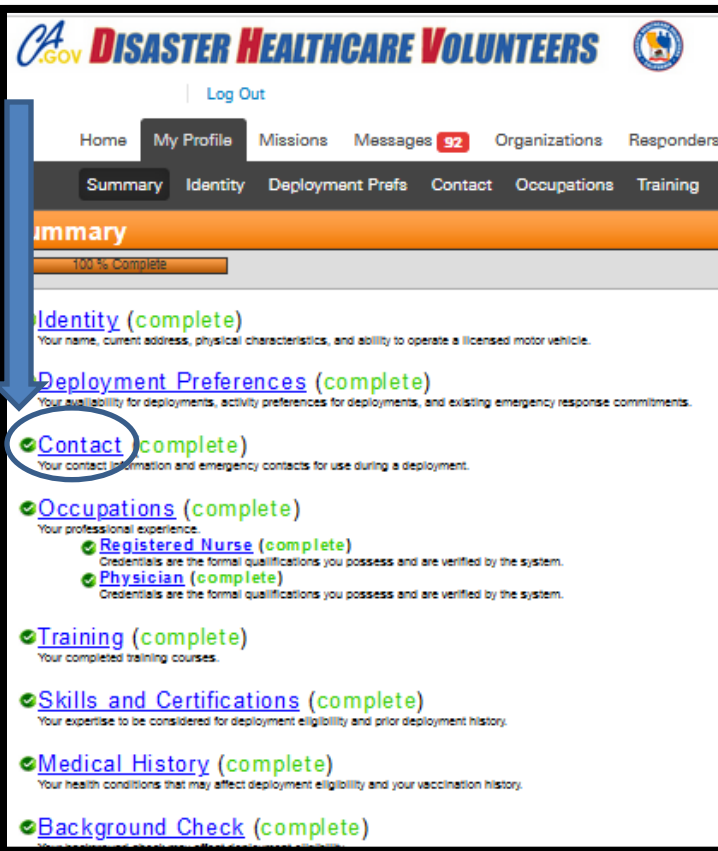 CA.Gov DISASTER HEALTHCARE VOLUNTEERS
Log Out
Home My Profile Missions Messages 92 Organizations Responders
Summary Identity Deployment Prefs Contact Occupations Training
ummary
100 % Complete
Identity (complete)
Your name, current address, physical characteristics, and ability to operate a licensed motor vehicle.
Deployment Preferences (complete)
Your availability for deployments, activity preferences for deployments, and existing emergency response commitments.
Contact (complete)
Your contact information and emergency contacts for use during a deployment.
Occupations (complete)
Your professional experience.
Registered Nurse (complete)
Credentials are the formal qualifications you possess and are verified by the system.
Physician (complete)
Credentials are the formal qualifications you possess and are verified by the system.
Training (complete)
Your completed training courses.
Skills and Certifications (complete)
Your expertise to be considered for deployment eligibility and prior deployment history.
Medical History (complete)
Your health conditions that may affect deployment eligibility and your vaccination history.
Background Check (complete)
Your background check may affect deployment eligibility.